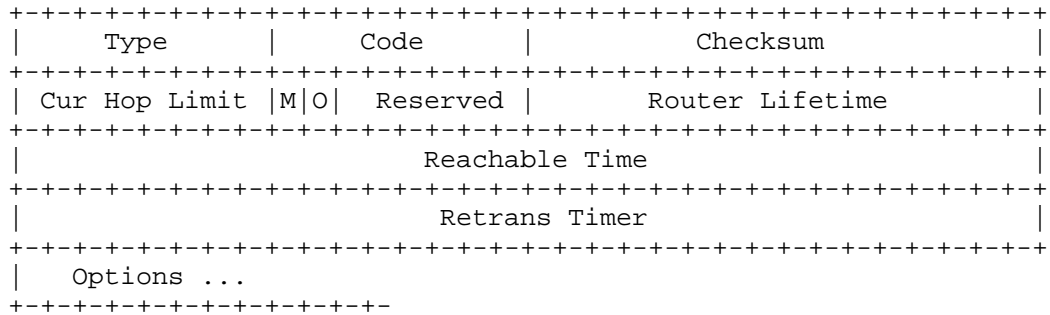 +-+-+-+-+-+-+-+-+-+-+-+-+-+-+-+-+-+-+-+-+-+-+-+-+-+-+-+-+-+-+-+-+
|     Type      |     Code      |          Checksum             |
+-+-+-+-+-+-+-+-+-+-+-+-+-+-+-+-+-+-+-+-+-+-+-+-+-+-+-+-+-+-+-+-+
| Cur Hop Limit |M|O|  Reserved |       Router Lifetime         |
+-+-+-+-+-+-+-+-+-+-+-+-+-+-+-+-+-+-+-+-+-+-+-+-+-+-+-+-+-+-+-+-+
|                         Reachable Time                        |
+-+-+-+-+-+-+-+-+-+-+-+-+-+-+-+-+-+-+-+-+-+-+-+-+-+-+-+-+-+-+-+-+
|                          Retrans Timer                        |
+-+-+-+-+-+-+-+-+-+-+-+-+-+-+-+-+-+-+-+-+-+-+-+-+-+-+-+-+-+-+-+-+
|   Options ...
+-+-+-+-+-+-+-+-+-+-+-+-